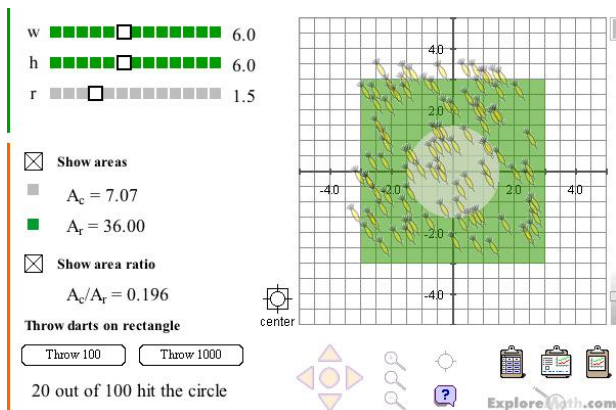 w 6.0
h 6.0
r 1.5
Show areas
Ac = 7.07
Ar = 36.00
Show area ratio
Ac/Ar = 0.196
Throw darts on rectangle
Throw 100 Throw 1000
20 out of 100 hit the circle
4.0
2.0
-4.0 -2.0 2.0 4.0
-2.0
-4.0
center
?
ExploreMath.com